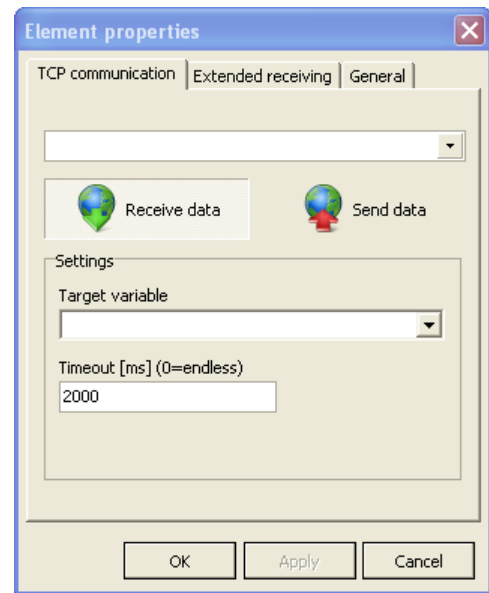 Element properties
TCP communication Extended receiving General
Receive data Send data
Settings
Target variable
Timeout [ms] (0=endless)
2000
OK Apply Cancel